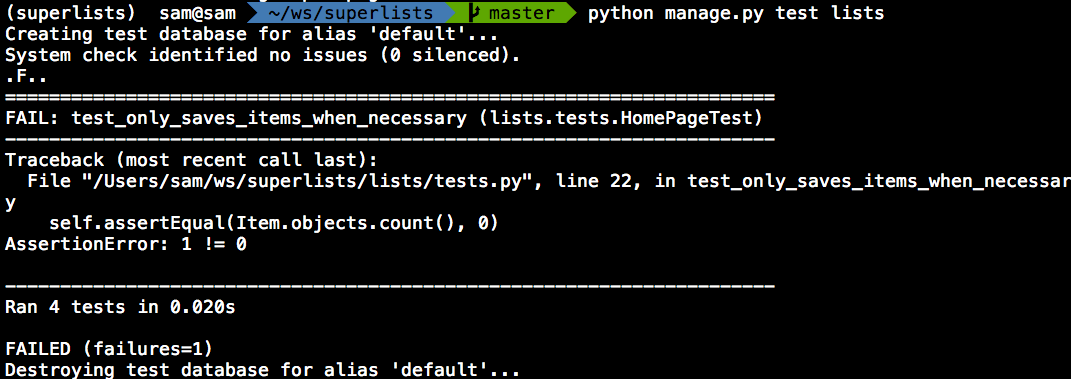 (superlists) sam@sam ~/ws/superlists master python manage.py test lists
Creating test database for alias 'default'...
System check identified no issues (0 silenced).
.F..
======================================================================
FAIL: test_only_saves_items_when_necessary (lists.tests.HomePageTest)
----------------------------------------------------------------------
Traceback (most recent call last):
  File "/Users/sam/ws/superlists/lists/tests.py", line 22, in test_only_saves_items_when_necessar
y
    self.assertEqual(Item.objects.count(), 0)
AssertionError: 1 != 0

----------------------------------------------------------------------
Ran 4 tests in 0.020s

FAILED (failures=1)
Destroying test database for alias 'default'...